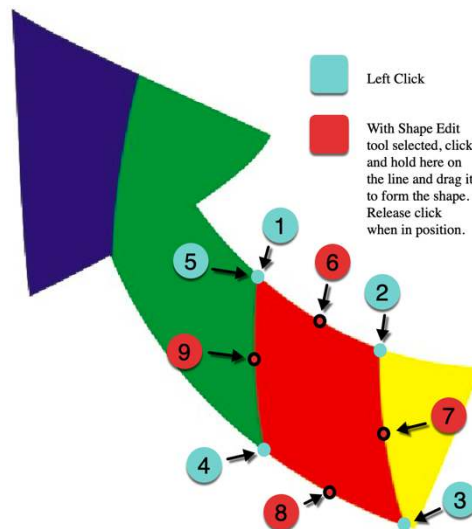 Left Click
With Shape Edit
tool selected, click
and hold here on
the line and drag it
to form the shape.
Release click
when in position.
1
5
6
2
9
7
4
8
3